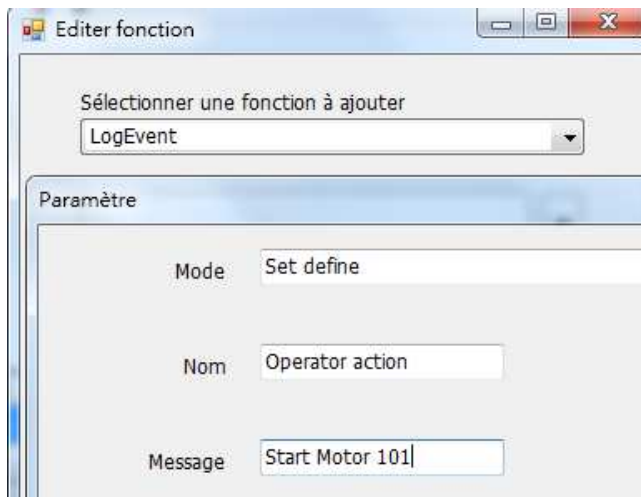 Editer fonction
Sélectionner une fonction à ajouter
LogEvent
Paramètre
Mode Set define
Nom Operator action
Message Start Motor 101